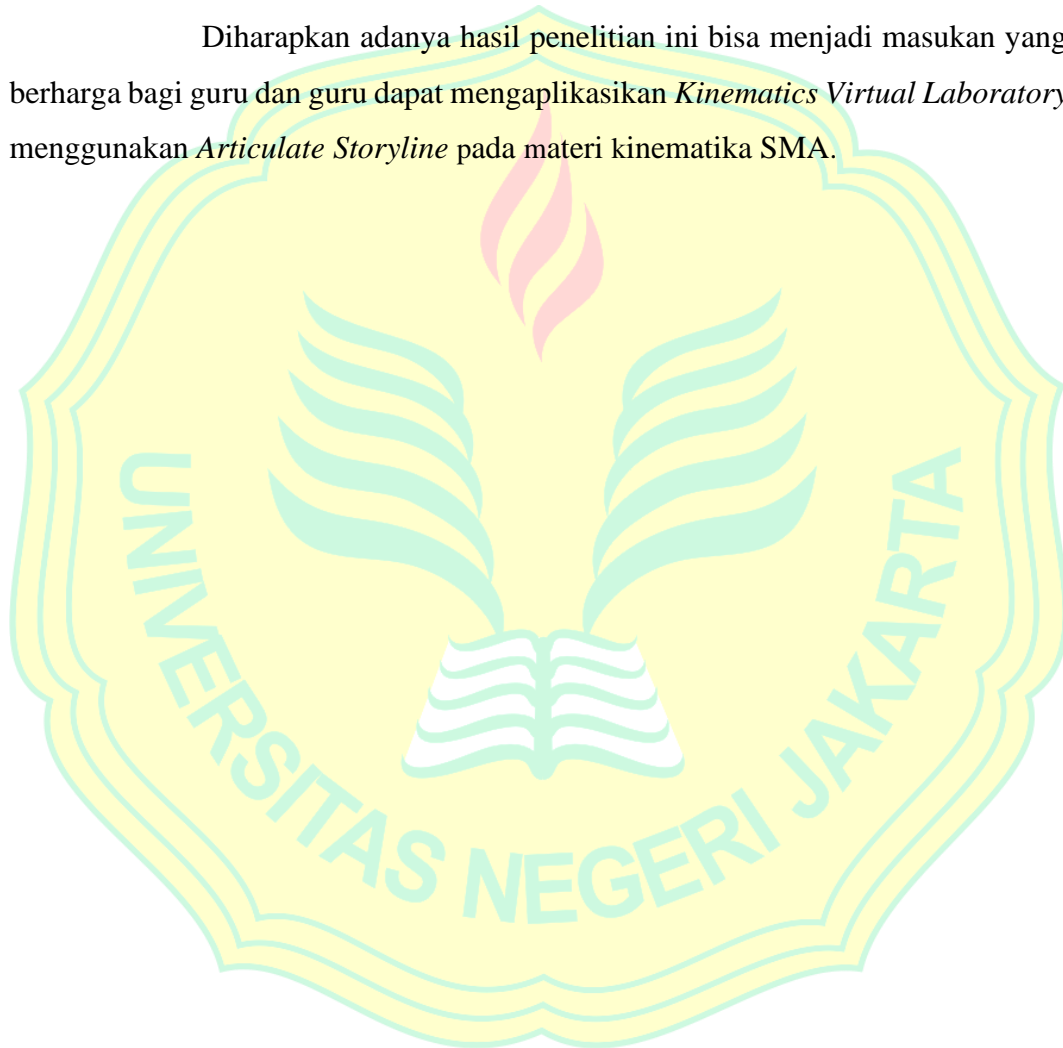 Diharapkan adanya hasil penelitian ini bisa menjadi masukan yang
berharga bagi guru dan guru dapat mengaplikasikan Kinematics Virtual Laboratory
menggunakan Articulate Storyline pada materi kinematika SMA.
UNIVERSITAS NEGERI JAKARTA